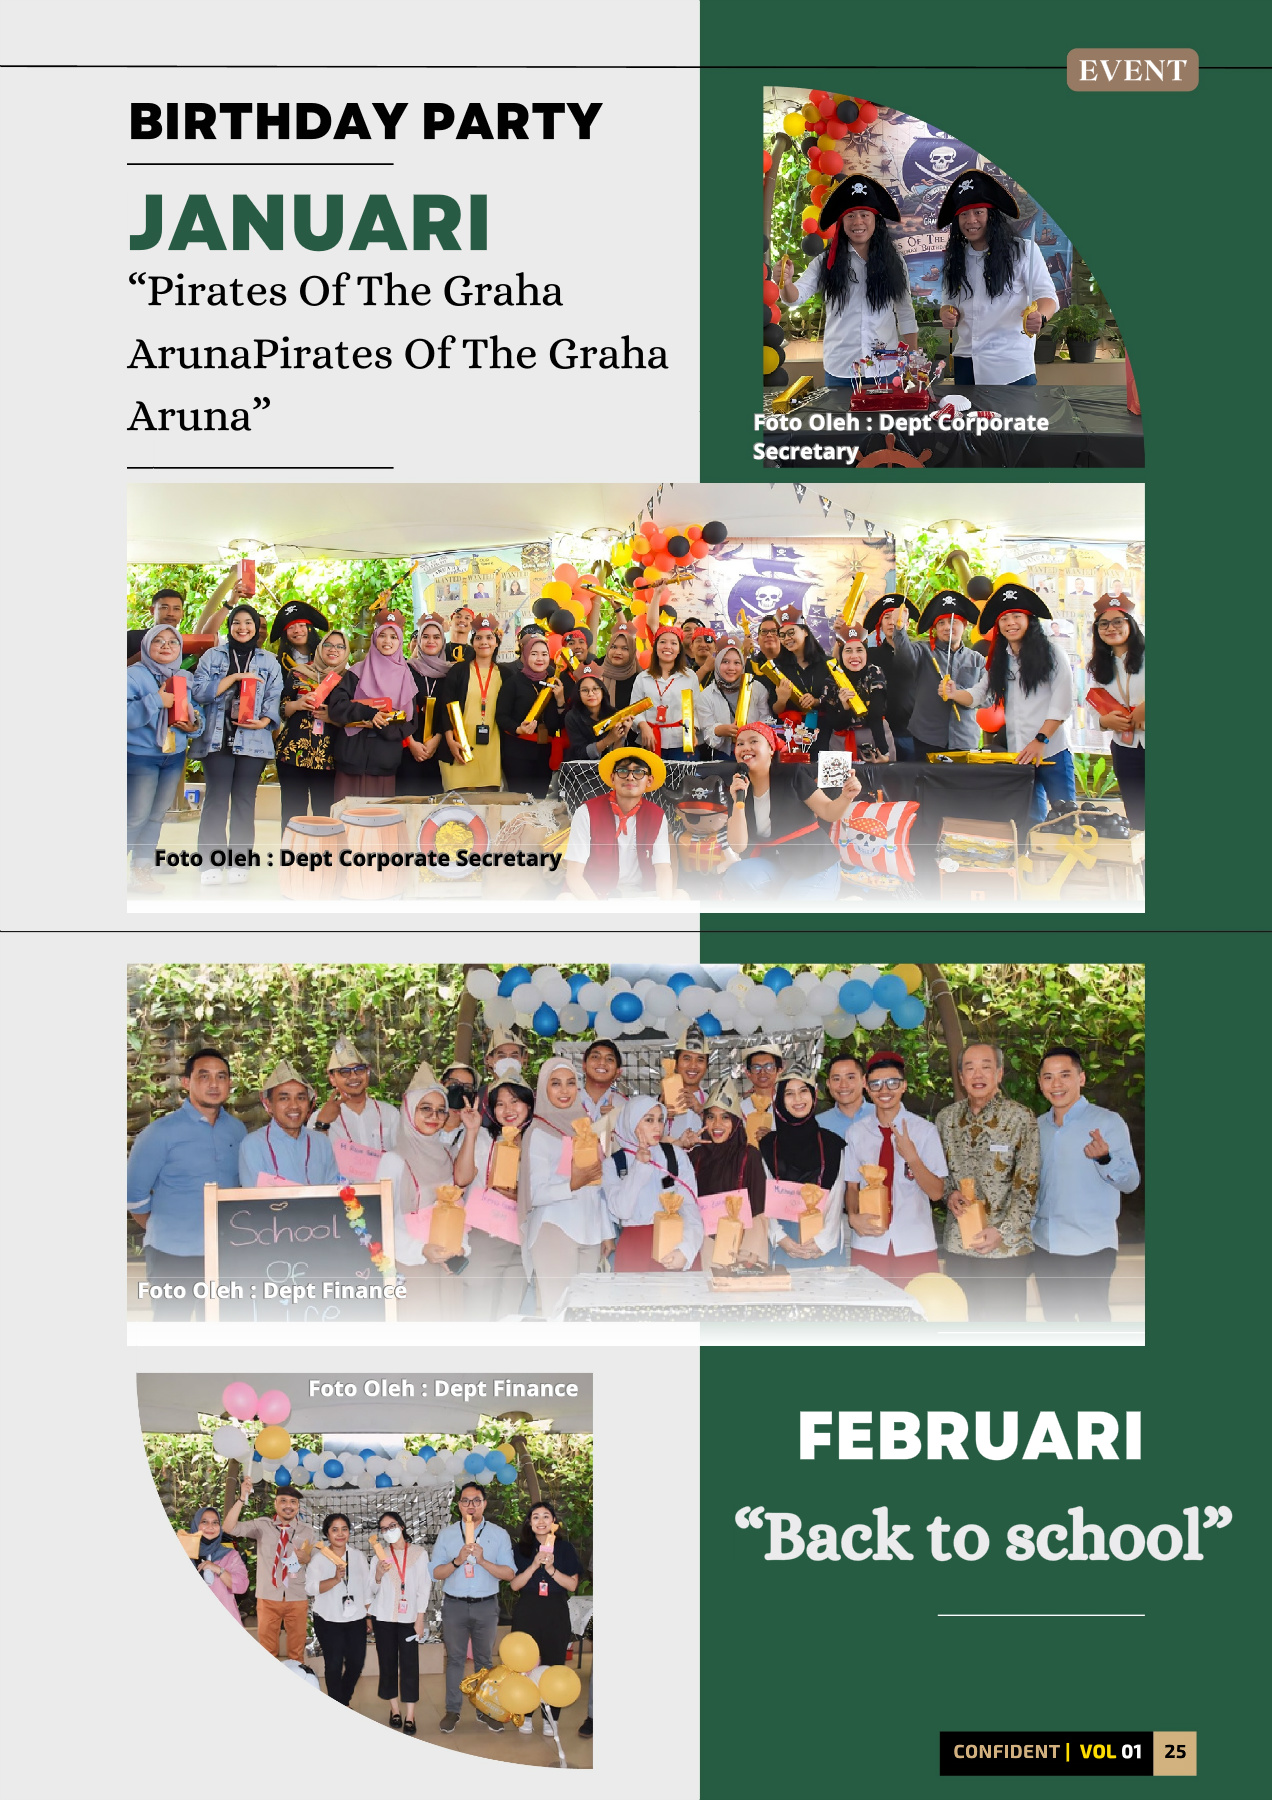 EVENT
BIRTHDAY PARTY
JANUARI
“Pirates Of The Graha
ArunaPirates Of The Graha
Aruna”
Foto Oleh : Dept Corporate
Secretary
Foto Oleh : Dept Corporate Secretary
School
Of
Life
Foto Oleh : Dept Finance
Foto Oleh : Dept Finance
FEBRUARI
“Back to school”
CONFIDENT | VOL 01 25